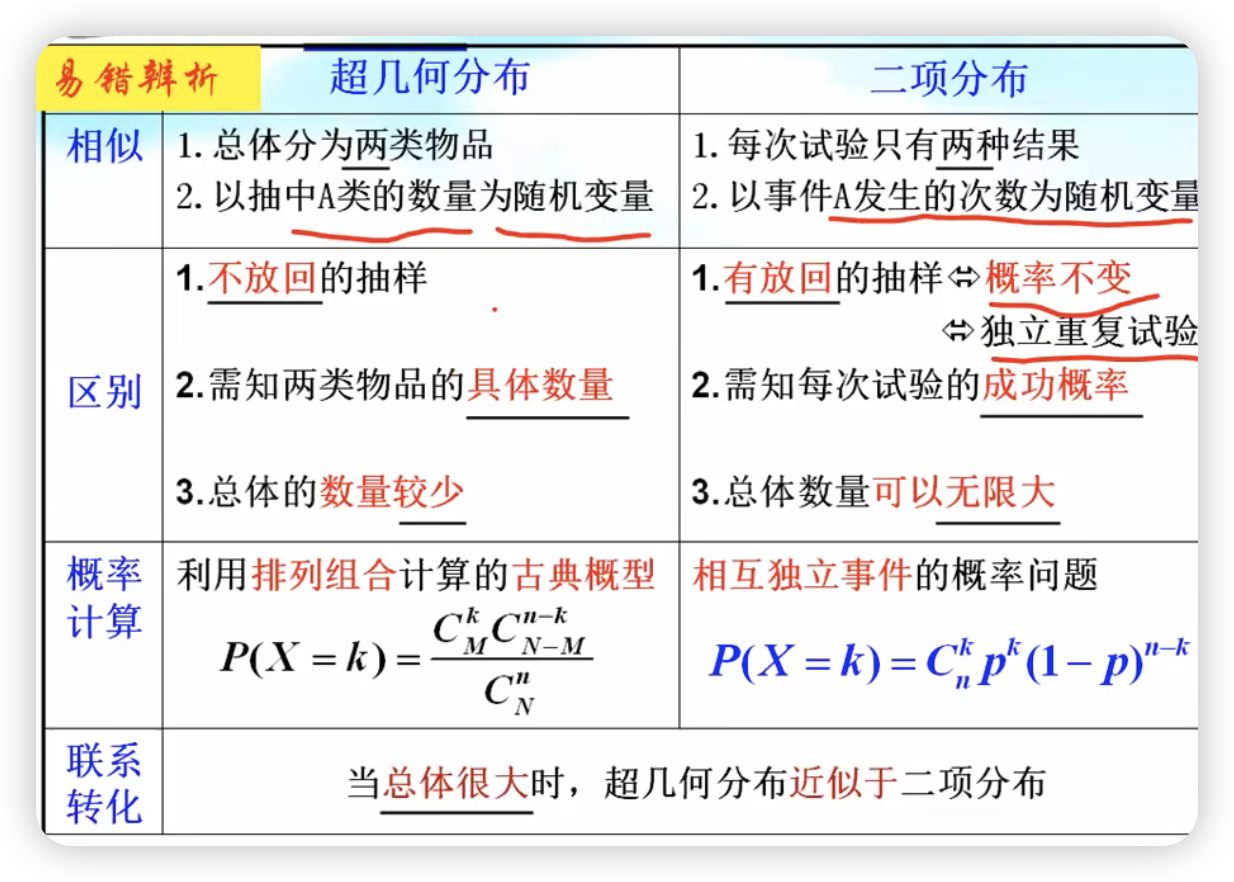 易错辨析
超几何分布
二项分布
相似
1. 总体分为两类物品
2. 以抽中A类的数量为随机变量
1. 每次试验只有两种结果
2. 以事件A发生的次数为随机变量
区别
1.不放回的抽样
2.需知两类物品的具体数量
3.总体的数量较少
1.有放回的抽样⇔概率不变
⇔独立重复试验
2.需知每次试验的成功概率
3.总体数量可以无限大
概率
计算
利用排列组合计算的古典概型
P(X = k) = \frac{C_M^k C_{N-M}^{n-k}}{C_N^n}
相互独立事件的概率问题
P(X = k) = C_n^k p^k (1 - p)^{n-k}
联系
转化
当总体很大时，超几何分布近似于二项分布